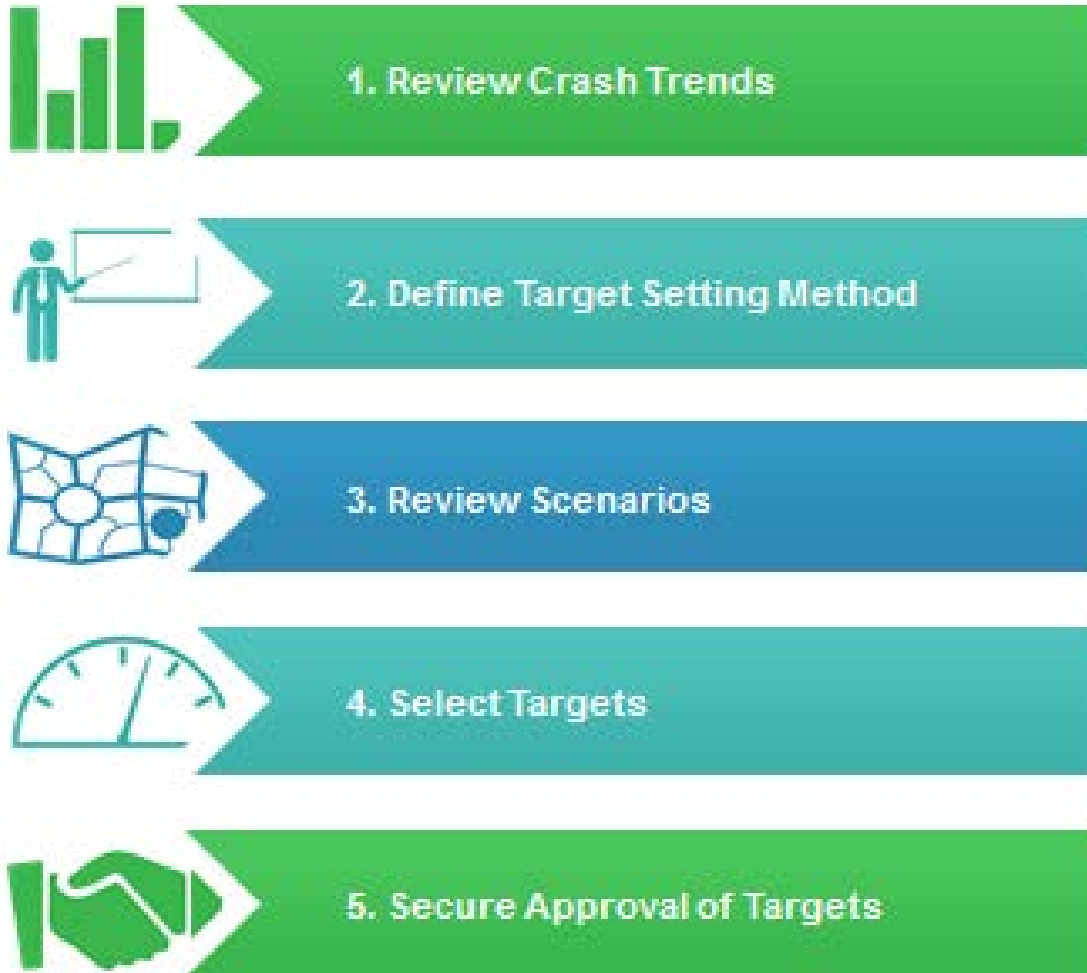 1. Review Crash Trends
2. Define Target Setting Method
3. Review Scenarios
4. Select Targets
5. Secure Approval of Targets